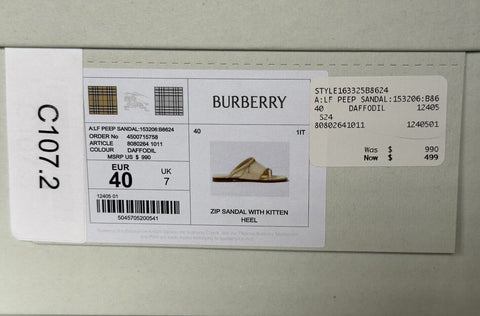 C107.2
BURBERRY
A:LF PEEP SANDAL:153206:B8624
ORDER No 4500715758
ARTICLE 8080264 1011
COLOUR DAFFODIL
MSRP US $ 990
EUR
40
UK
7
12405 01
5045705200541
40
1IT
ZIP SANDAL WITH KITTEN
HEEL
STYLE163325B8624
A:LF PEEP SANDAL:153206:B86
40 DAFFODIL 12405
S24
80802641011 1240501
Was $ 990
Now $ 499